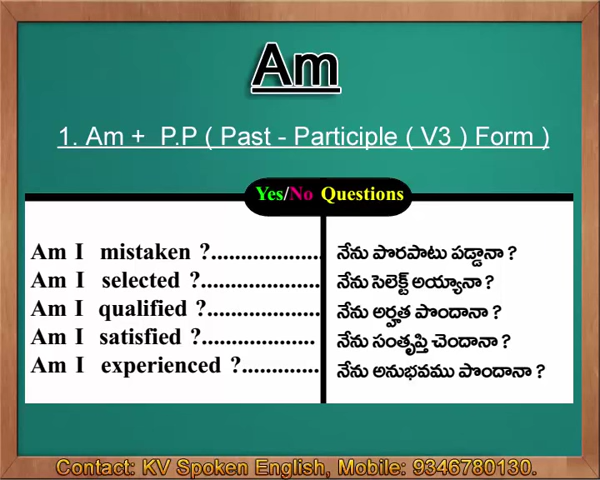 Am
1. Am + P.P ( Past - Participle ( V3 ) Form )
Yes/No Questions
Am I mistaken ?................... నేను పొరపాటు పడ్డానా ?
Am I selected ?.................... నేను సెలెక్ట్ అయ్యానా ?
Am I qualified ?................... నేను అర్హత పొందానా ?
Am I satisfied ?................... నేను సంతృప్తి చెందానా ?
Am I experienced ?............. నేను అనుభవము పొందానా ?
Contact: KV Spoken English, Mobile: 9346780130.